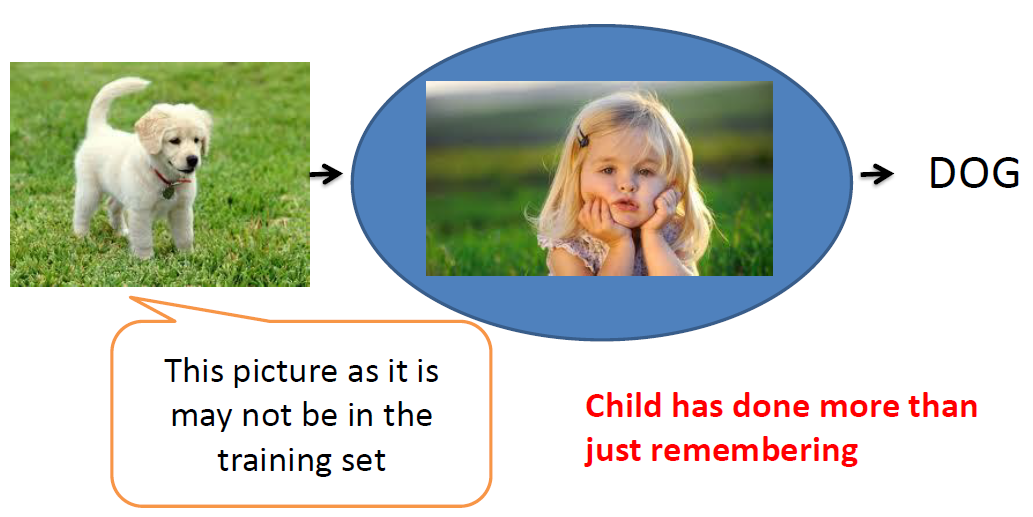 DOG
This picture as it is
may not be in the
training set
Child has done more than
just remembering